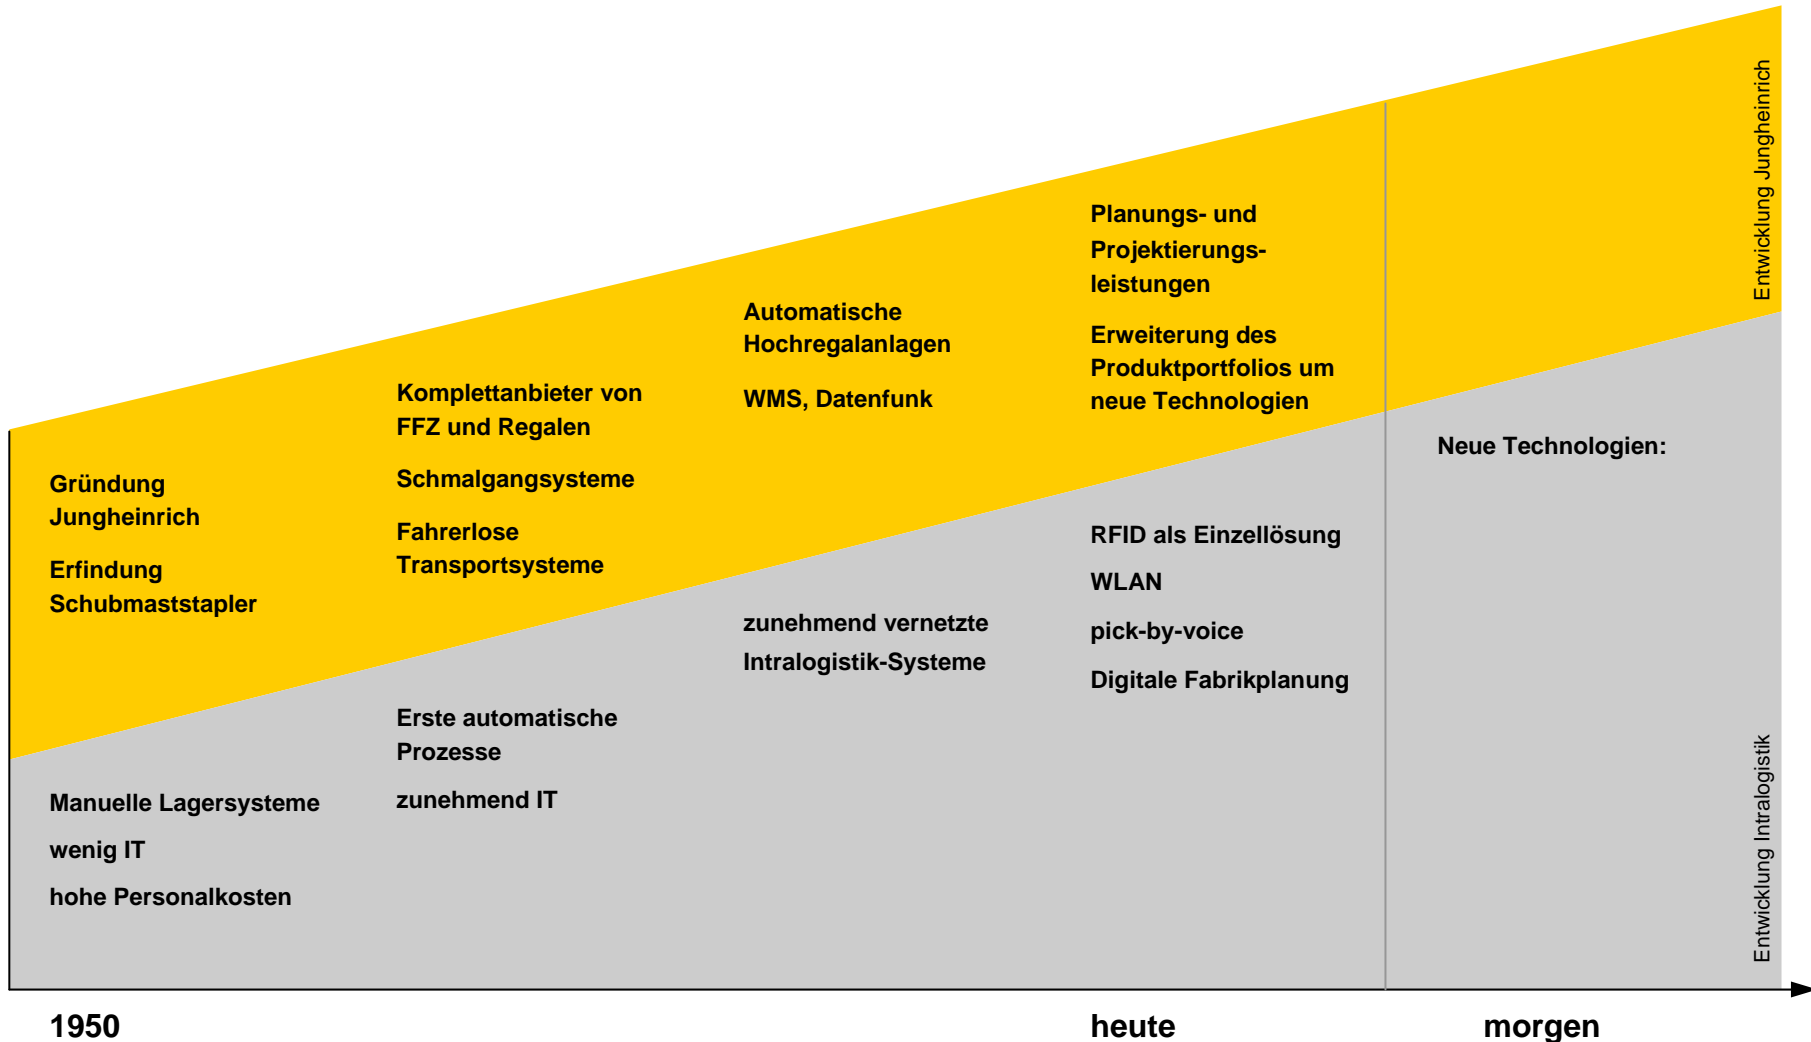 Gründung
Jungheinrich
Erfindung
Schubmaststapler
Komplettanbieter von
FFZ und Regalen
Schmalgangsysteme
Fahrerlose
Transportsysteme
Automatische
Hochregalanlagen
WMS, Datenfunk
Planungs- und
Projektierungs-
leistungen
Erweiterung des
Produktportfolios um
neue Technologien
Entwicklung Jungheinrich
Manuelle Lagersysteme
wenig IT
hohe Personalkosten
Erste automatische
Prozesse
zunehmend IT
zunehmend vernetzte
Intralogistik-Systeme
RFID als Einzellösung
WLAN
pick-by-voice
Digitale Fabrikplanung
Neue Technologien:
Entwicklung Intralogistik
1950
heute
morgen